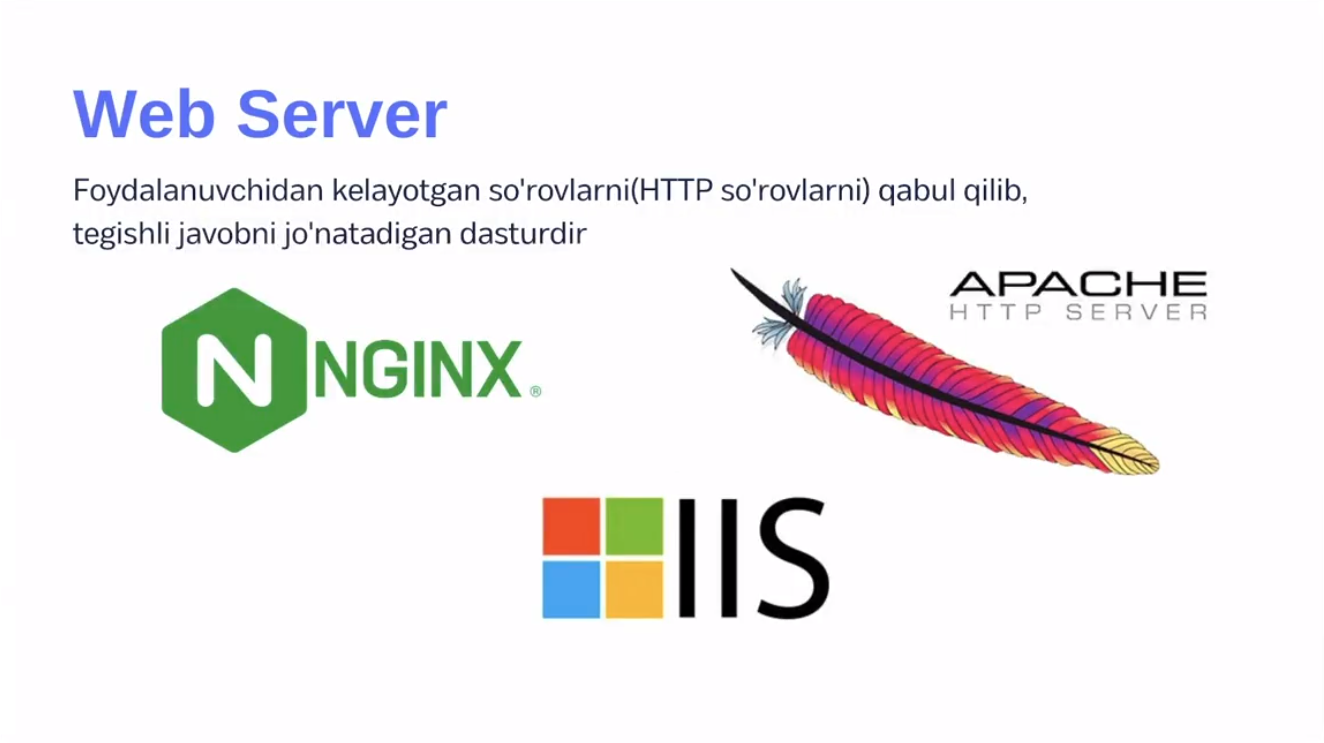 Web Server
Foydalanuvchidan kelayotgan so'rovlarni(HTTP so'rovlarni) qabul qilib,
tegishli javobni jo'natadigan dasturdir
APACHE
HTTP SERVER
N NGINX®
IIS